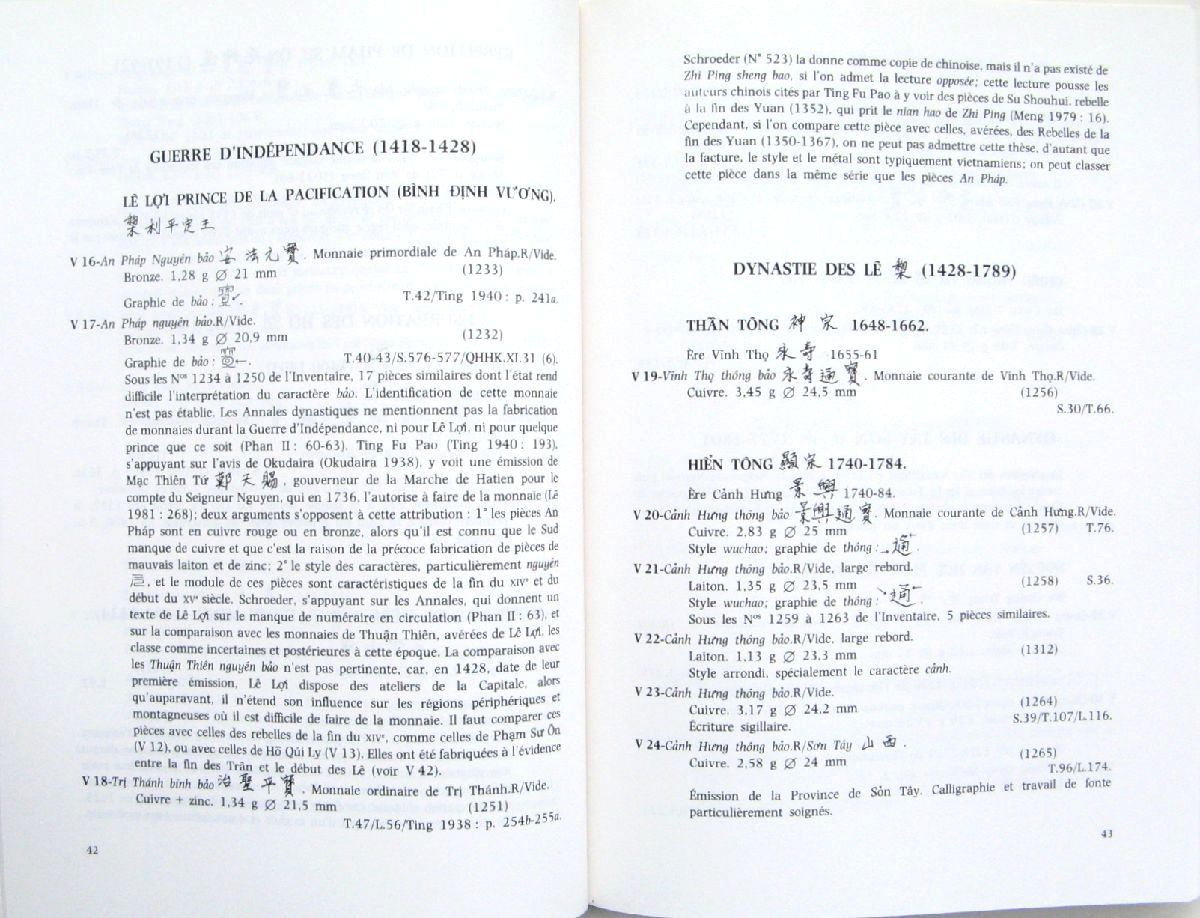 GUERRE D'INDÉPENDANCE (1418-1428)
LÊ LỢI PRINCE DE LA PACIFICATION (BÌNH ĐỊNH VƯƠNG).
黎利平定王
V 16-An Pháp Nguyên bảo 安法元寶. Monnaie primordiale de An Pháp.R/Vide.
Bronze. 1,28 g Ø 21 mm (1233)
Graphie de bảo :
T.42/Ting 1940 : p. 241a.
V 17-An Pháp nguyên bảo.R/Vide.
Bronze. 1,34 g Ø 20,9 mm (1232)
Graphie de bảo : T.40-43/S.576-577/QHHK.XI.31 (6).
Sous les Nos 1234 à 1250 de l'Inventaire, 17 pièces similaires dont l'état rend
difficile l'interprétation du caractère bảo. L'identification de cette monnaie
n'est pas établie. Les Annales dynastiques ne mentionnent pas la fabrication
de monnaies durant la Guerre d'Indépendance, ni pour Lê Lợi, ni pour quelque
prince que ce soit (Phan II : 60-63). Ting Fu Pao (Ting 1940 : 193),
s'appuyant sur l'avis de Okudaira (Okudaira 1938), y voit une émission de
Mạc Thiên Tứ 鄭天賜, gouverneur de la Marche de Hatien pour le
compte du Seigneur Nguyen, qui en 1736, l'autorise à faire de la monnaie (Lê
1981 : 268); deux arguments s'opposent à cette attribution : 1° les pièces An
Pháp sont en cuivre rouge ou en bronze, alors qu'il est connu que le Sud
manque de cuivre et que c'est la raison de la précoce fabrication de pièces de
mauvais laiton et de zinc; 2° le style des caractères, particulièrement nguyên
, et le module de ces pièces sont caractéristiques de la fin du XIVe et du
début du XVe siècle. Schroeder, s'appuyant sur les Annales, qui donnent un
texte de Lê Lợi sur le manque de numéraire en circulation (Phan II : 63), et
sur la comparaison avec les monnaies de Thuận Thiên, avérées de Lê Lợi, les
classe comme incertaines et postérieures à cette époque. La comparaison avec
les Thuận Thiên nguyên bảo n'est pas pertinente, car, en 1428, date de leur
première émission, Lê Lợi dispose des ateliers de la Capitale, alors
qu'auparavant, il n'étend son influence sur les régions périphériques et
montagneuses où il est difficile de faire de la monnaie. Il faut comparer ces
pièces avec celles des rebelles de la fin du XIVe, comme celles de Phạm Sư Ôn
(V 12), ou avec celles de Hồ Qúi Ly (V 13). Elles ont été fabriquées à l'évidence
entre la fin des Trân et le début des Lê (voir V 42).
V 18-Trị Thánh bình bảo 治聖平寶. Monnaie ordinaire de Trị Thánh.R/Vide.
Cuivre + zinc. 1,34 g Ø 21,5 mm (1251)
T.47/L.56/Ting 1938 : p. 254b-255a.
42
Schroeder (N° 523) la donne comme copie de chinoise, mais il n'a pas existé de
Zhi Ping sheng bao, si l'on admet la lecture opposée; cette lecture pousse les
auteurs chinois cités par Ting Fu Pao à y voir des pièces de Su Shouhui, rebelle
à la fin des Yuan (1352), qui prit le nian hao de Zhi Ping (Meng 1979 : 16).
Cependant, si l'on compare cette pièce avec celles, avérées, des Rebelles de la
fin des Yuan (1350-1367), on ne peut pas admettre cette thèse, d'autant que
la facture, le style et le métal sont typiquement vietnamiens; on peut classer
cette pièce dans la même série que les pièces An Pháp.
DYNASTIE DES LÊ 黎 (1428-1789)
THẦN TÔNG 神宗 1648-1662.
Ère Vĩnh Thọ 永寿 1655-61
V 19-Vĩnh Thọ thông bảo 永寿通寶. Monnaie courante de Vĩnh Thọ.R/Vide.
Cuivre. 3,45 g Ø 24,5 mm (1256)
S.30/T.66.
HIỂN TÔNG 顯宗 1740-1784.
Ère Cảnh Hưng 景興 1740-84.
V 20-Cảnh Hưng thông bảo 景興通寶. Monnaie courante de Cảnh Hưng.R/Vide.
Cuivre. 2,83 g Ø 25 mm (1257) T.76.
Style wuchao; graphie de thông : 通.
V 21-Cảnh Hưng thông bảo.R/Vide, large rebord.
Laiton. 1,35 g Ø 23,5 mm (1258) S.36.
Style wuchao; graphie de thông : 通.
Sous les Nos 1259 à 1263 de l'Inventaire, 5 pièces similaires.
V 22-Cảnh Hưng thông bảo.R/Vide, large rebord.
Laiton. 1,13 g Ø 23,3 mm (1312)
Style arrondi, spécialement le caractère cảnh.
V 23-Cảnh Hưng thông bảo.R/Vide.
Cuivre. 3.17 g Ø 24.2 mm (1264)
Écriture sigillaire. S.39/T.107/L.116.
V 24-Cảnh Hưng thông bảo.R/Sơn Tây 山西.
Cuivre. 2,58 g Ø 24 mm (1265)
T.96/L.174.
Émission de la Province de Sỏn Tây. Calligraphie et travail de fonte
particulièrement soignés.
43